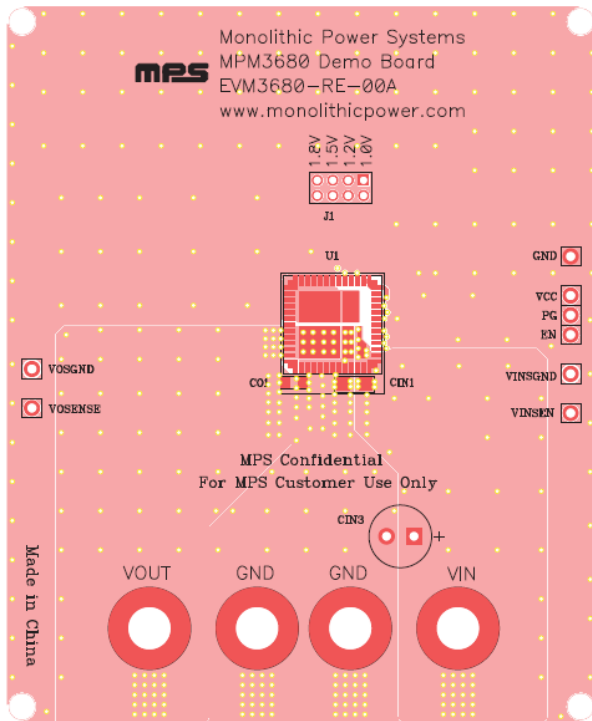 Monolithic Power Systems
mps MPM3680 Demo Board
EVM3680-RE-00A
www.monolithicpower.com
1.8V
1.5V
1.2V
1.0V
J1
U1
GND
VCC
PG
EN
VOSGND
VINSGND
CO1
CIN1
VOSENSE
VINSEN
MPS Confidential
For MPS Customer Use Only
CIN3
+
Made in China
VOUT
GND
GND
VIN